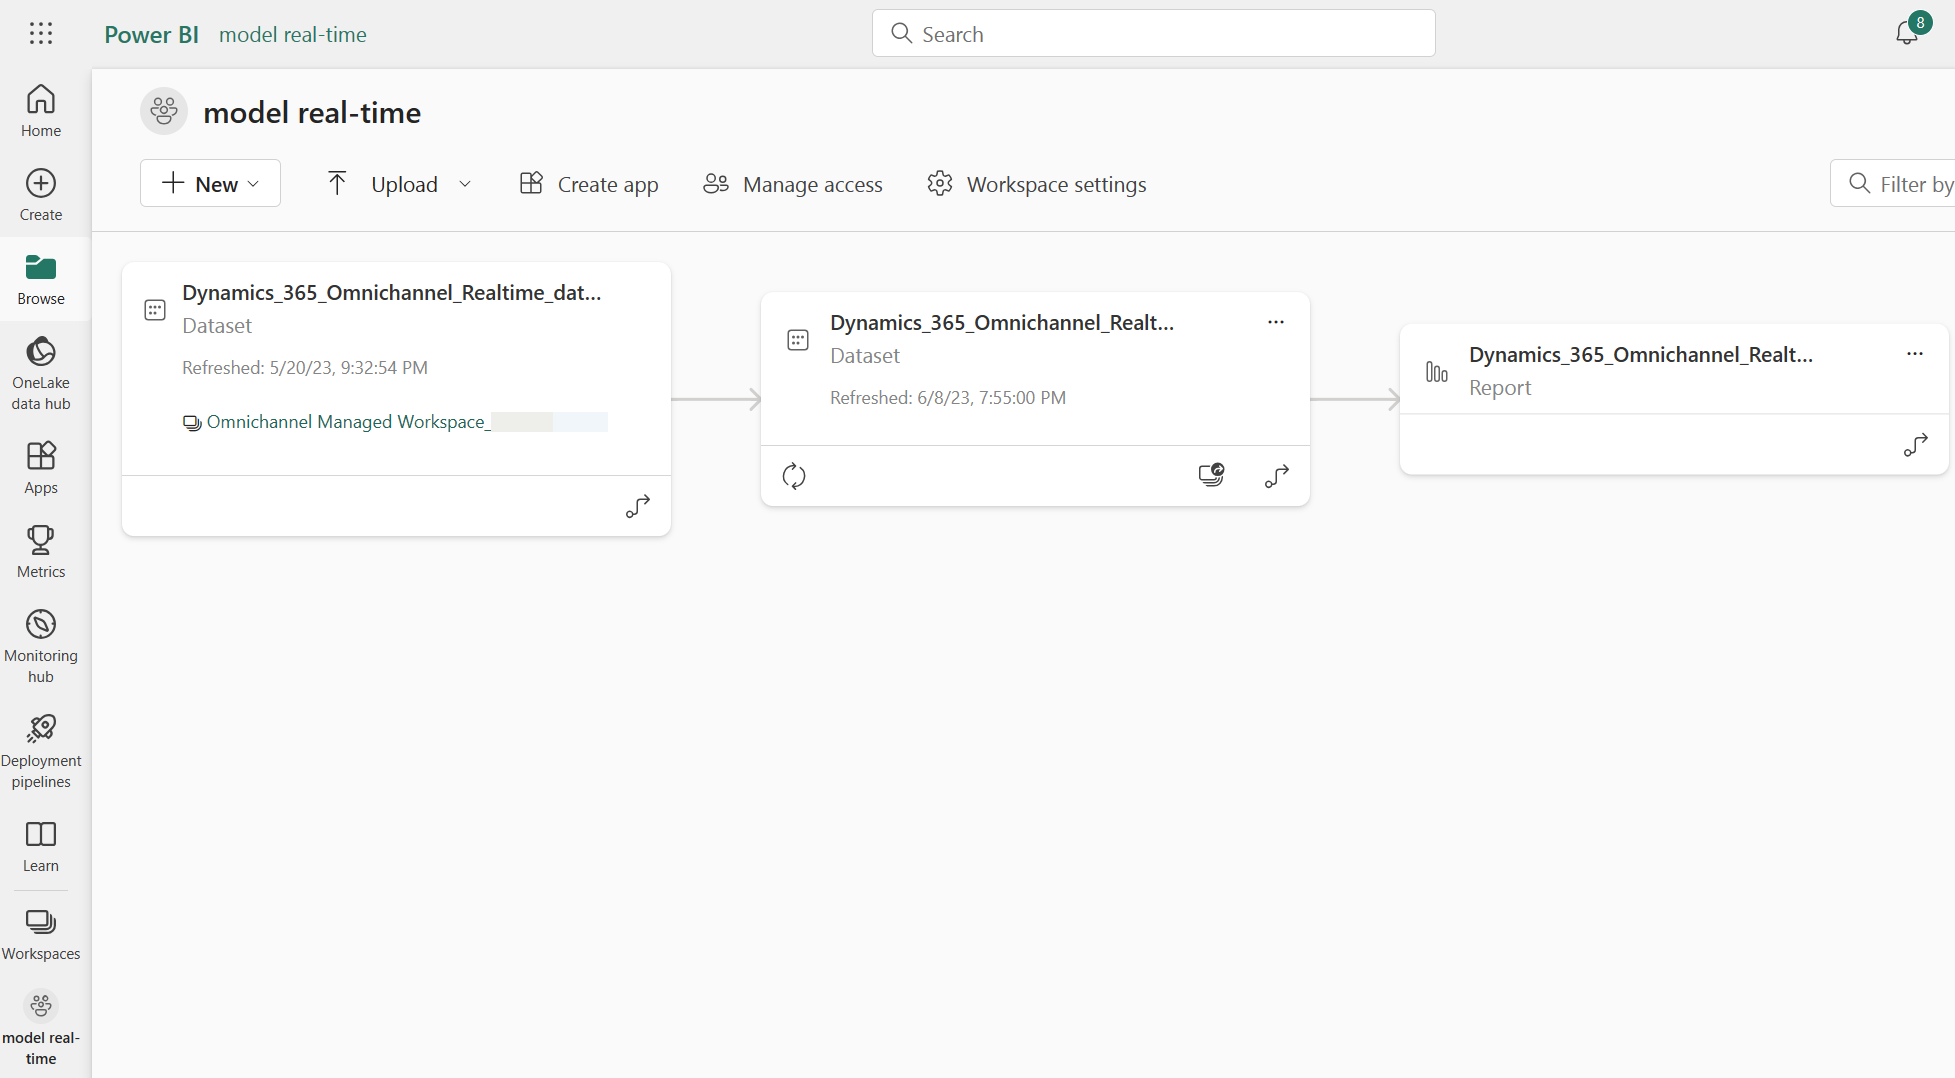 Power BI model real-time
Search
8
Home
Create
Browse
OneLake
data hub
Apps
Metrics
Monitoring
hub
Deployment
pipelines
Learn
Workspaces
model real-
time
model real-time
New
Upload
Create app
Manage access
Workspace settings
Filter by
Dynamics_365_Omnichannel_Realtime_dat...
Dataset
Refreshed: 5/20/23, 9:32:54 PM
Omnichannel Managed Workspace_
Dynamics_365_Omnichannel_Realt...
Dataset
Refreshed: 6/8/23, 7:55:00 PM
Dynamics_365_Omnichannel_Realt...
Report